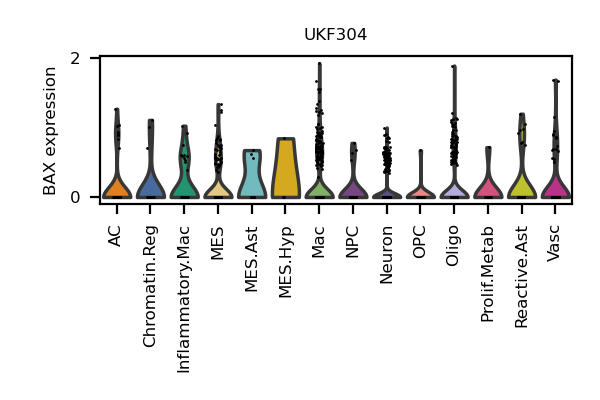 UKF304
BAX expression
2
0
AC
Chromatin.Reg
Inflammatory.Mac
MES
MES.Ast
MES.Hyp
Mac
NPC
Neuron
OPC
Oligo
Prolif.Metab
Reactive.Ast
Vasc